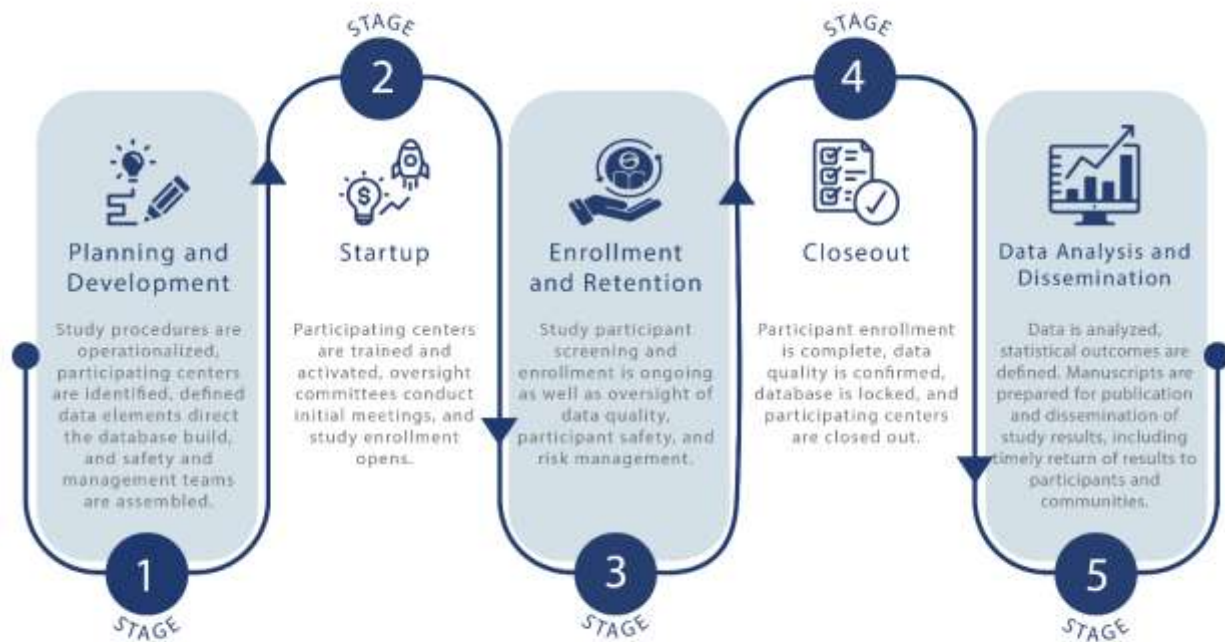 STAGE
1
Planning and
Development
Study procedures are
operationalized,
participating centers
are identified, defined
data elements direct
the database build,
and safety and
management teams
are assembled.
STAGE
2
Startup
Participating centers
are trained and
activated, oversight
committees conduct
initial meetings, and
study enrollment
opens.
STAGE
3
Enrollment
and Retention
Study participant
screening and
enrollment is ongoing
as well as oversight of
data quality,
participant safety, and
risk management.
STAGE
4
Closeout
Participant enrollment
is complete, data
quality is confirmed,
database is locked, and
participating centers
are closed out.
STAGE
5
Data Analysis and
Dissemination
Data is analyzed,
statistical outcomes are
defined. Manuscripts are
prepared for publication
and dissemination of
study results, including
timely return of results to
participants and
communities.